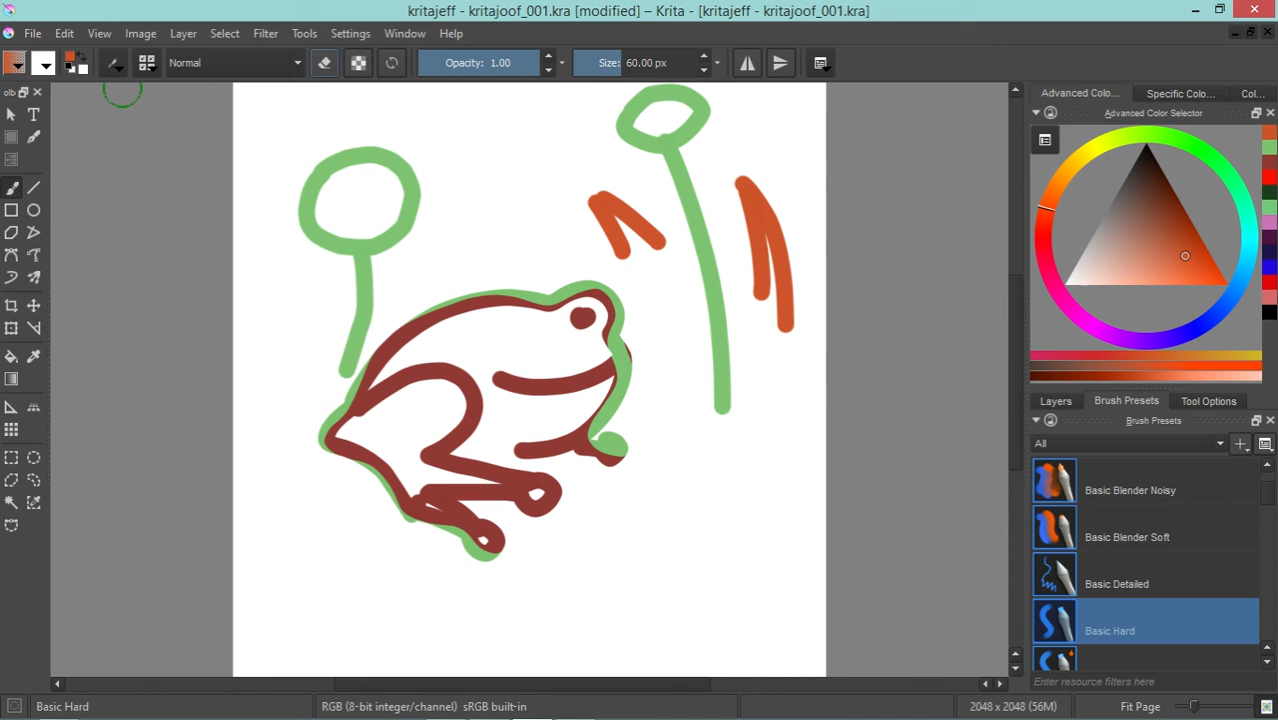 kritajeff - kritajoof_001.kra [modified] – Krita - [kritajeff - kritajoof_001.kra]
File Edit View Image Layer Select Filter Tools Settings Window Help
Normal Opacity: 1.00 Size: 60.00 px
olb
Advanced Colo... Specific Colo... Col...
Advanced Color Selector
Layers Brush Presets Tool Options
Brush Presets
All
Basic Blender Noisy
Basic Blender Soft
Basic Detailed
Basic Hard
Enter resource filters here
Basic Hard RGB (8-bit integer/channel) sRGB built-in 2048 x 2048 (56M) Fit Page